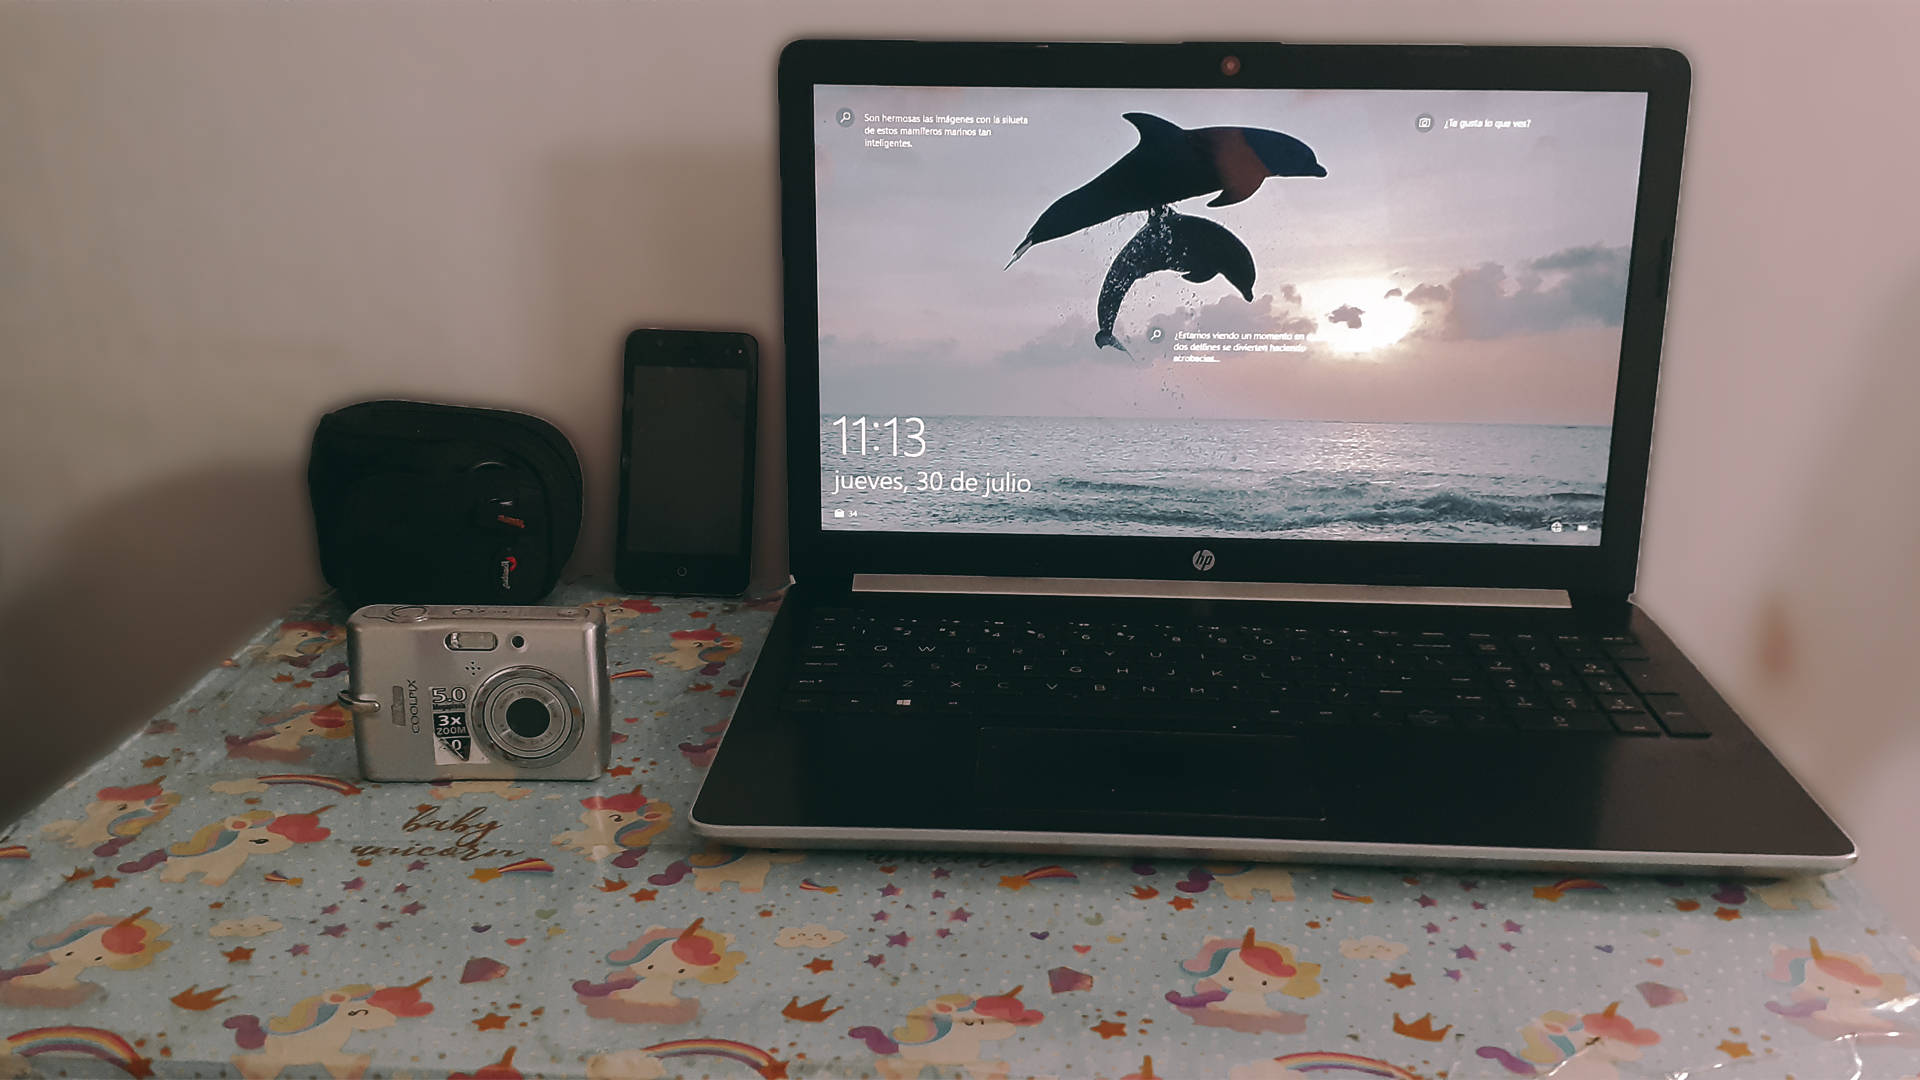 Son hermosas las imágenes con la silueta
de estos mamíferos marinos tan
inteligentes.
¿Te gusta lo que ves?
¿Estamos viendo un momento en
dos delfines se divierten haciendo
acrobacias...
11:13
jueves, 30 de julio
34
hp
COOLPIX
5.0
Megapixels
3x
ZOOM
Q W E R T Y U I O P
A S D F G H J K L
Z X C V B N M
baby
unicorn